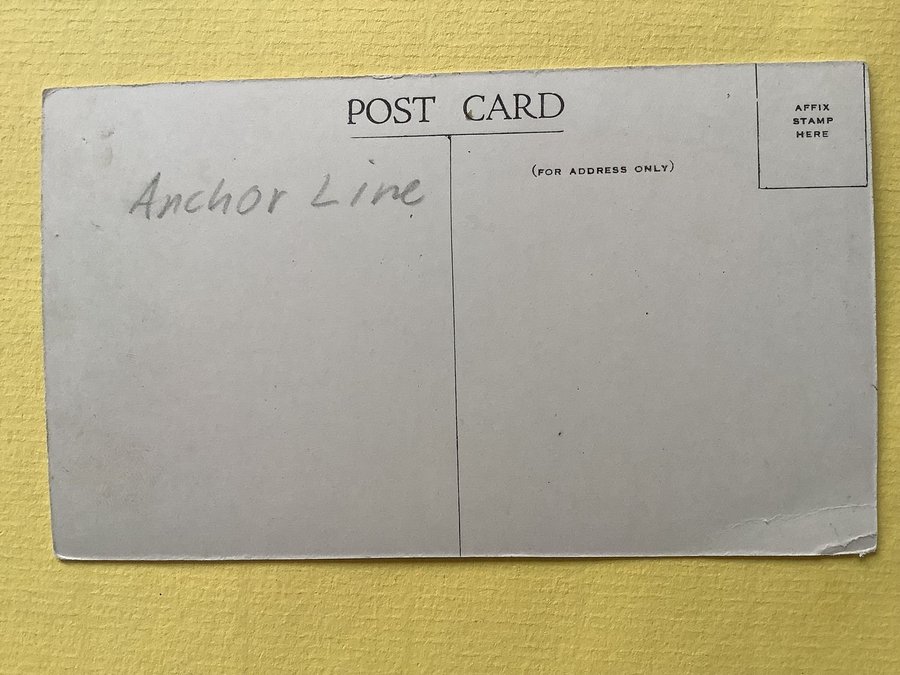 POST CARD
AFFIX
STAMP
HERE
(FOR ADDRESS ONLY)
Anchor Line